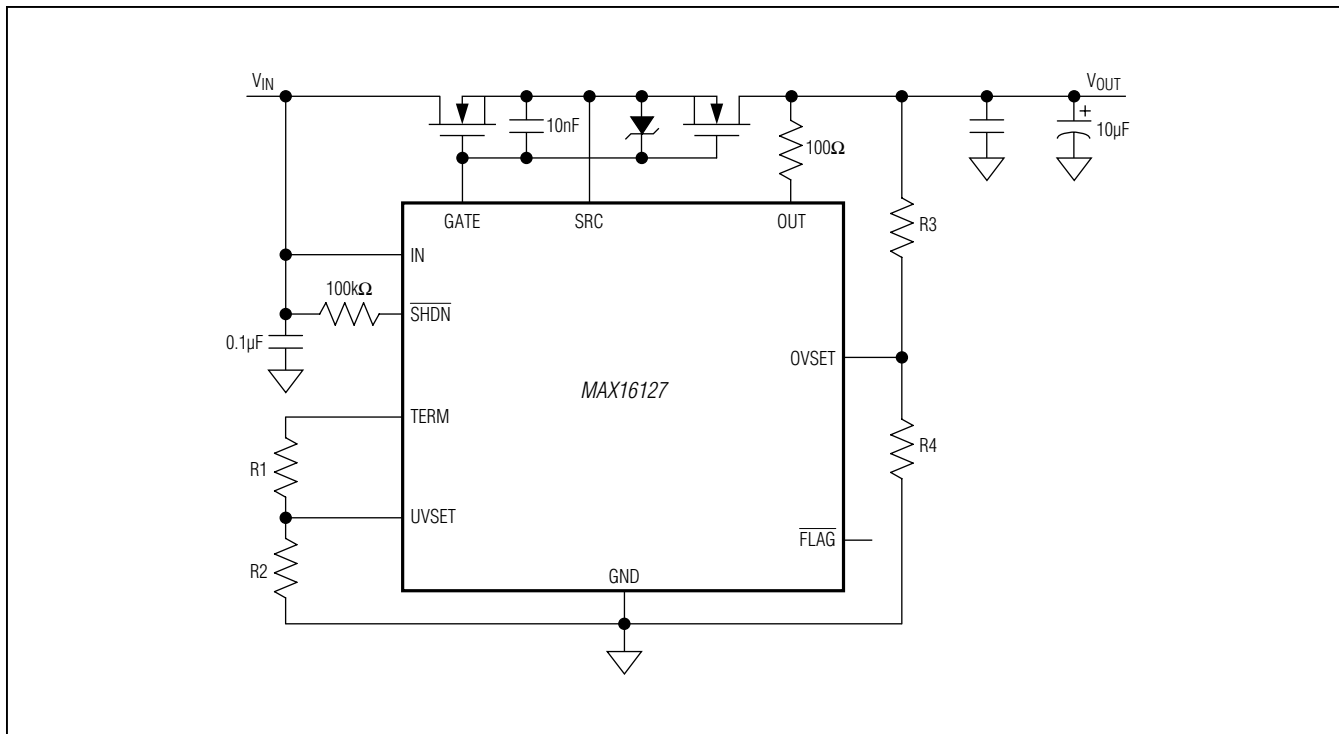 VIN
VOUT
10nF
+
10µF
100Ω
GATE
SRC
OUT
R3
IN
100kΩ
SHDN
0.1µF
OVSET
MAX16127
TERM
R4
R1
UVSET
FLAG
R2
GND